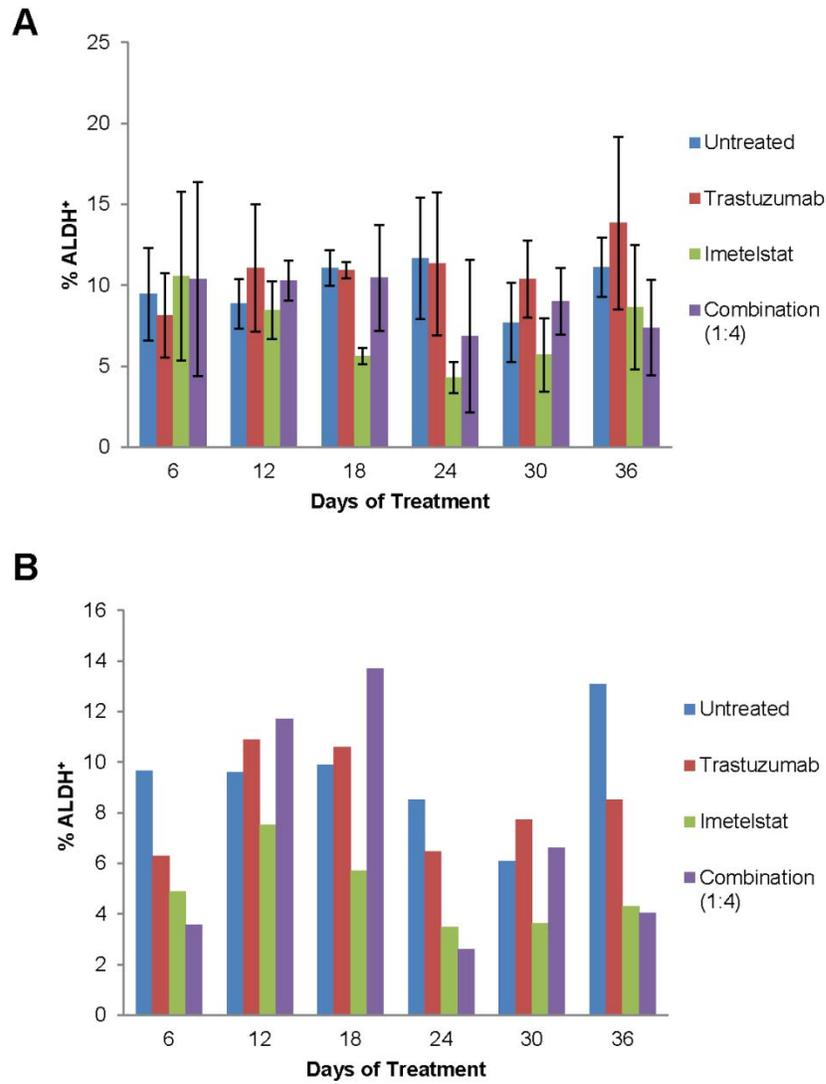 A
25
20
15
10
5
0
% ALDH+
6 12 18 24 30 36
Days of Treatment
Untreated
Trastuzumab
Imetelstat
Combination
(1:4)
B
16
14
12
10
8
6
4
2
0
% ALDH+
6 12 18 24 30 36
Days of Treatment
Untreated
Trastuzumab
Imetelstat
Combination
(1:4)